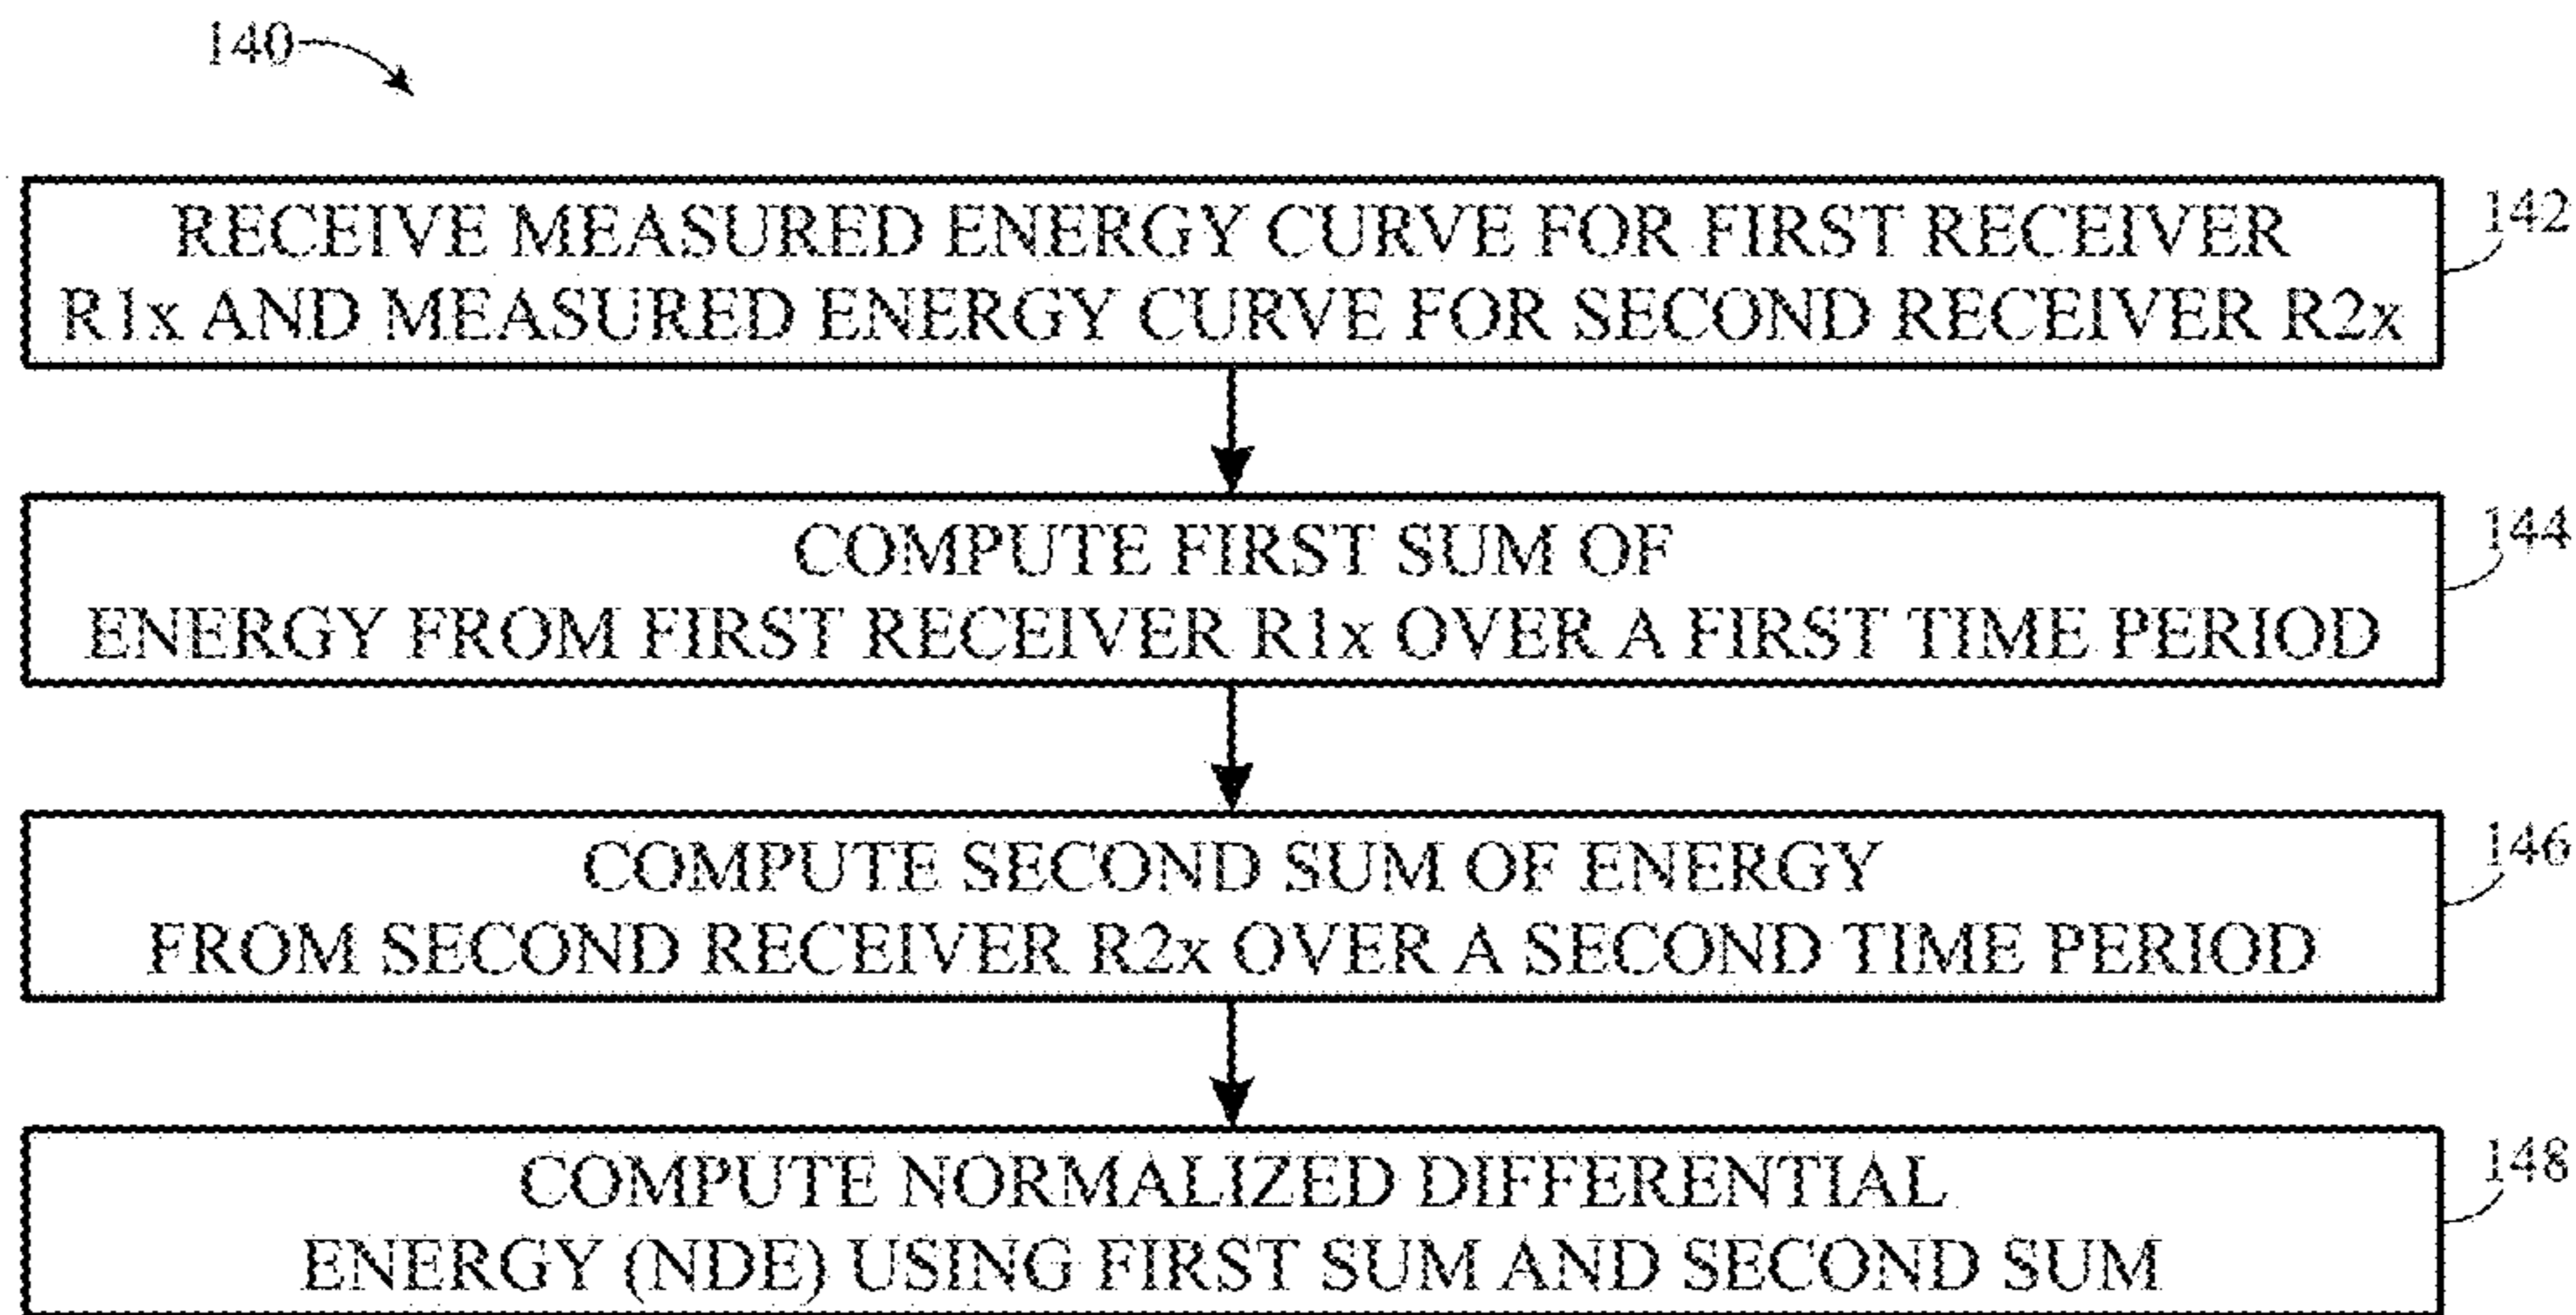 140
RECEIVE MEASURED ENERGY CURVE FOR FIRST RECEIVER
R1x AND MEASURED ENERGY CURVE FOR SECOND RECEIVER R2x
142
COMPUTE FIRST SUM OF
ENERGY FROM FIRST RECEIVER R1x OVER A FIRST TIME PERIOD
144
COMPUTE SECOND SUM OF ENERGY
FROM SECOND RECEIVER R2x OVER A SECOND TIME PERIOD
146
COMPUTE NORMALIZED DIFFERENTIAL
ENERGY (NDE) USING FIRST SUM AND SECOND SUM
148